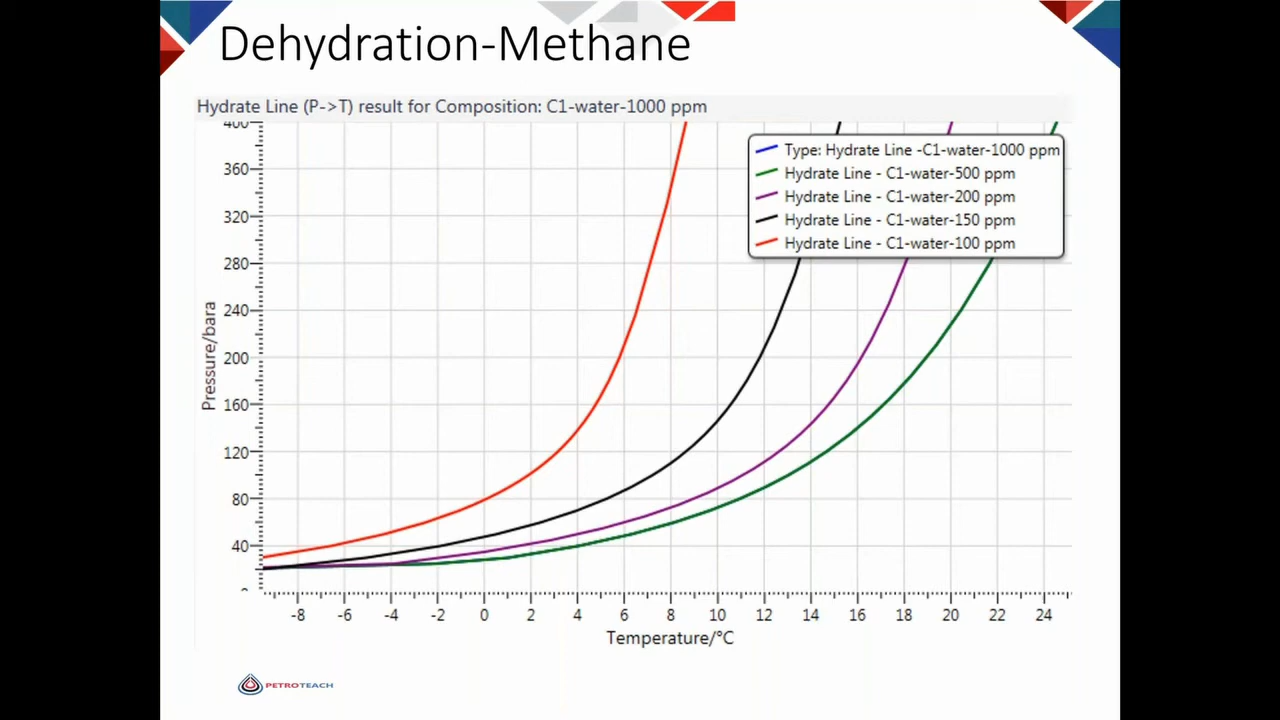 Dehydration-Methane
Hydrate Line (P->T) result for Composition: C1-water-1000 ppm
Type: Hydrate Line -C1-water-1000 ppm
Hydrate Line - C1-water-500 ppm
Hydrate Line - C1-water-200 ppm
Hydrate Line - C1-water-150 ppm
Hydrate Line - C1-water-100 ppm
Pressure/bara
400
360
320
280
240
200
160
120
80
40
-8 -6 -4 -2 0 2 4 6 8 10 12 14 16 18 20 22 24
Temperature/°C
PETROTEACH